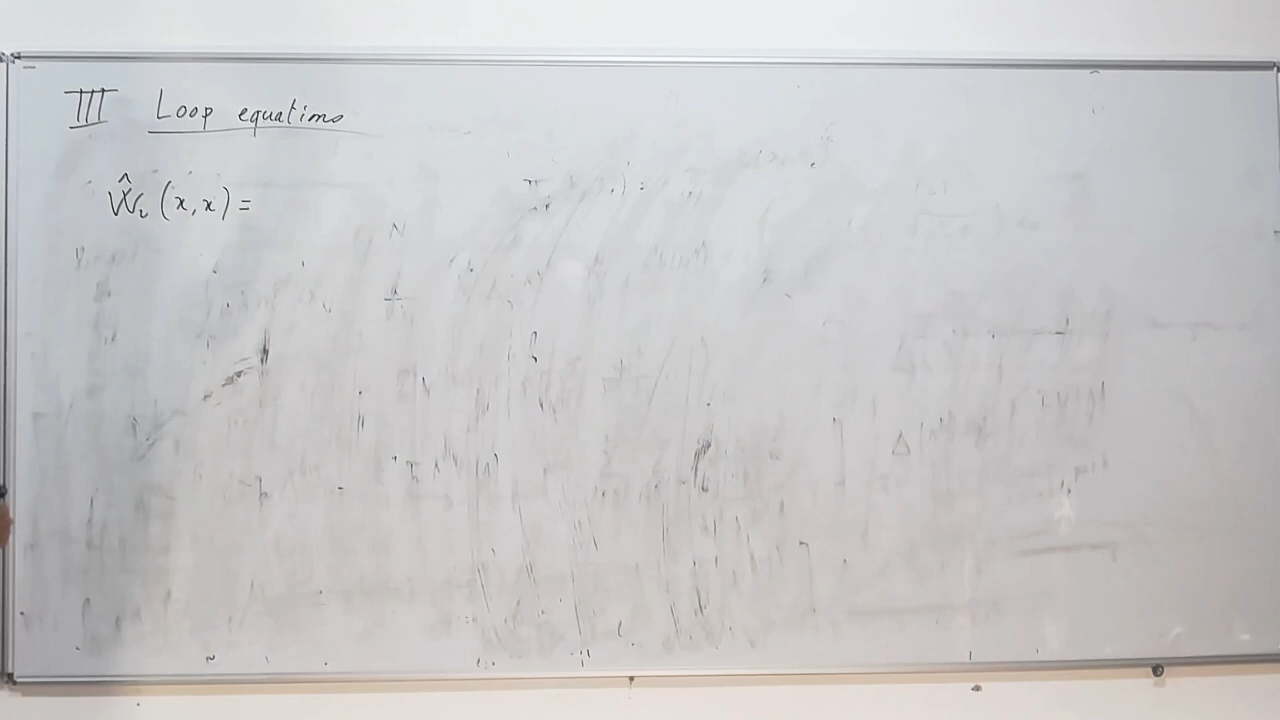 III Loop equations
Ŵ₂(x,x)=